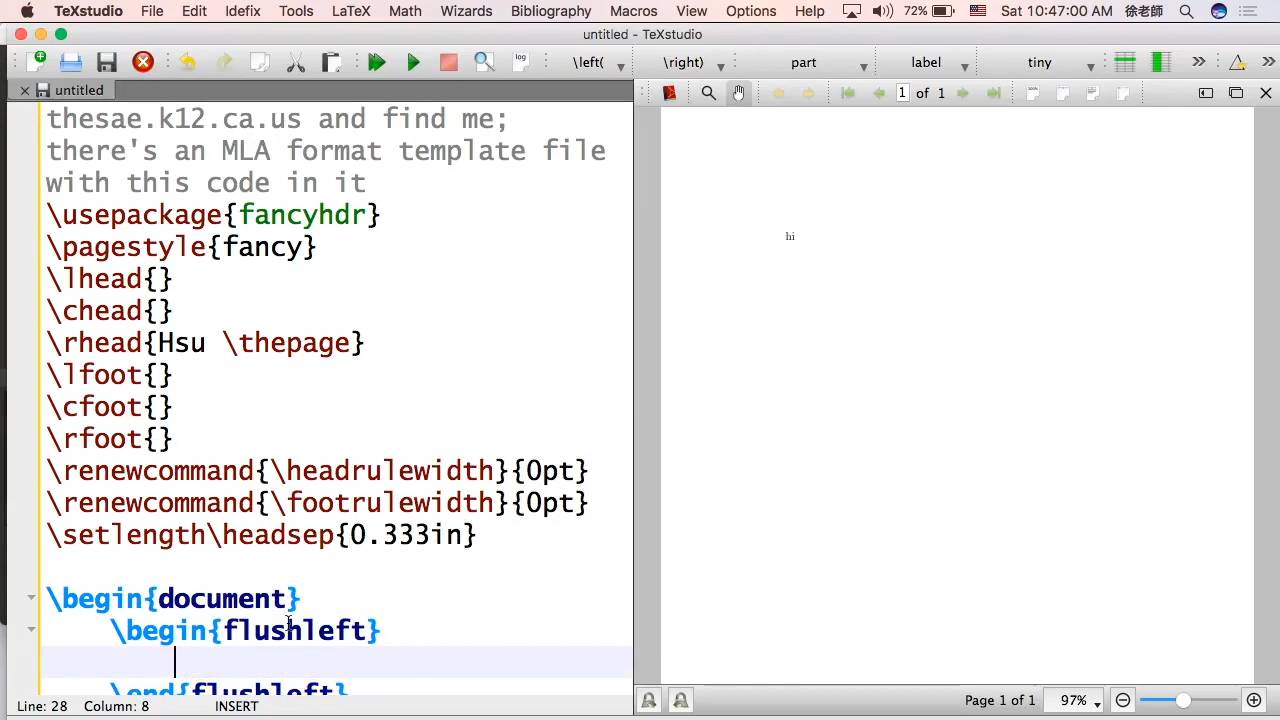 TeXstudio File Edit Idefix Tools LaTeX Math Wizards Bibliography Macros View Options Help 72% Sat 10:47:00 AM 徐老師
untitled - TeXstudio
log \left( \right) part label tiny
untitled
1 of 1
thesae.k12.ca.us and find me;
there's an MLA format template file
with this code in it
\usepackage{fancyhdr}
\pagestyle{fancy}
\lhead{}
\chead{}
\rhead{Hsu \thepage}
\lfoot{}
\cfoot{}
\rfoot{}
\renewcommand{\headrulewidth}{0pt}
\renewcommand{\footrulewidth}{0pt}
\setlength\headsep{0.333in}
\begin{document}
\begin{flushleft}
\end{flushleft}
hi
Line: 28 Column: 8 INSERT
Page 1 of 1 97%